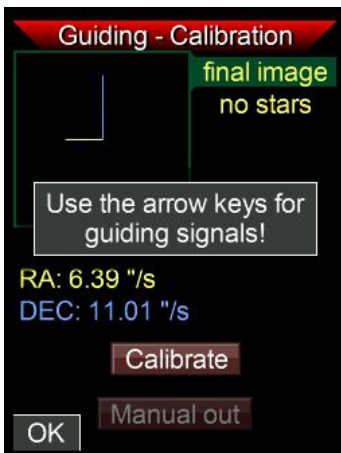 Guiding - Calibration
final image
no stars
Use the arrow keys for
guiding signals!
RA: 6.39 "/s
DEC: 11.01 "/s
Calibrate
Manual out
OK